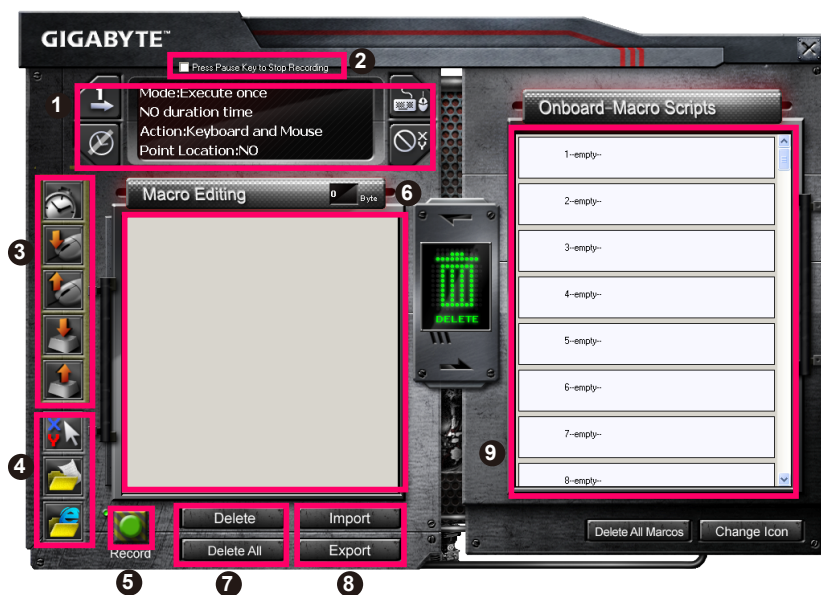 GIGABYTE™
2
Press Pause Key to Stop Recording
1
1
Mode:Execute once
NO duration time
Action:Keyboard and Mouse
Point Location:NO
X
Y
Onboard-Macro Scripts
Macro Editing
0
Byte
6
3
DELETE
1--empty--
2--empty--
3--empty--
4--empty--
5--empty--
6--empty--
7--empty--
8--empty--
9
4
X
Y
Record
Delete
Import
Delete All
Export
Delete All Marcos
Change Icon
5
7
8